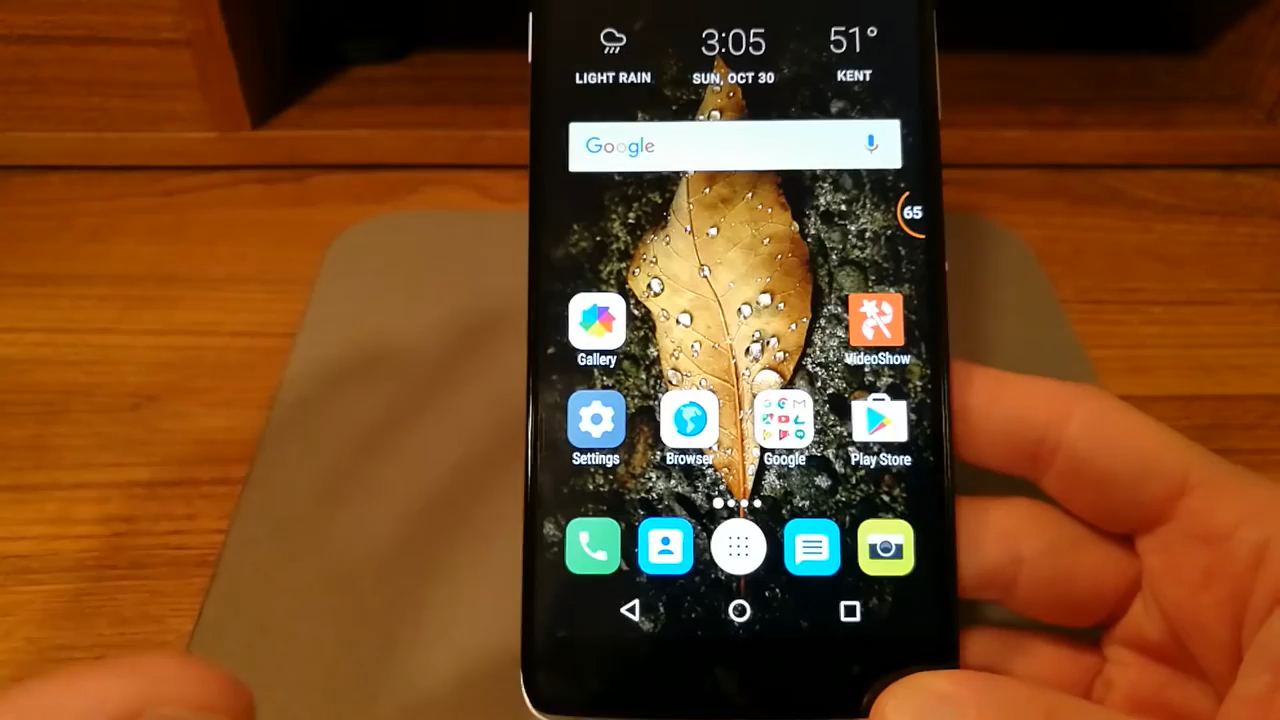 3:05
51°
LIGHT RAIN
SUN, OCT 30
KENT
Google
65
Gallery
VideoShow
Settings
Browser
Google
Play Store